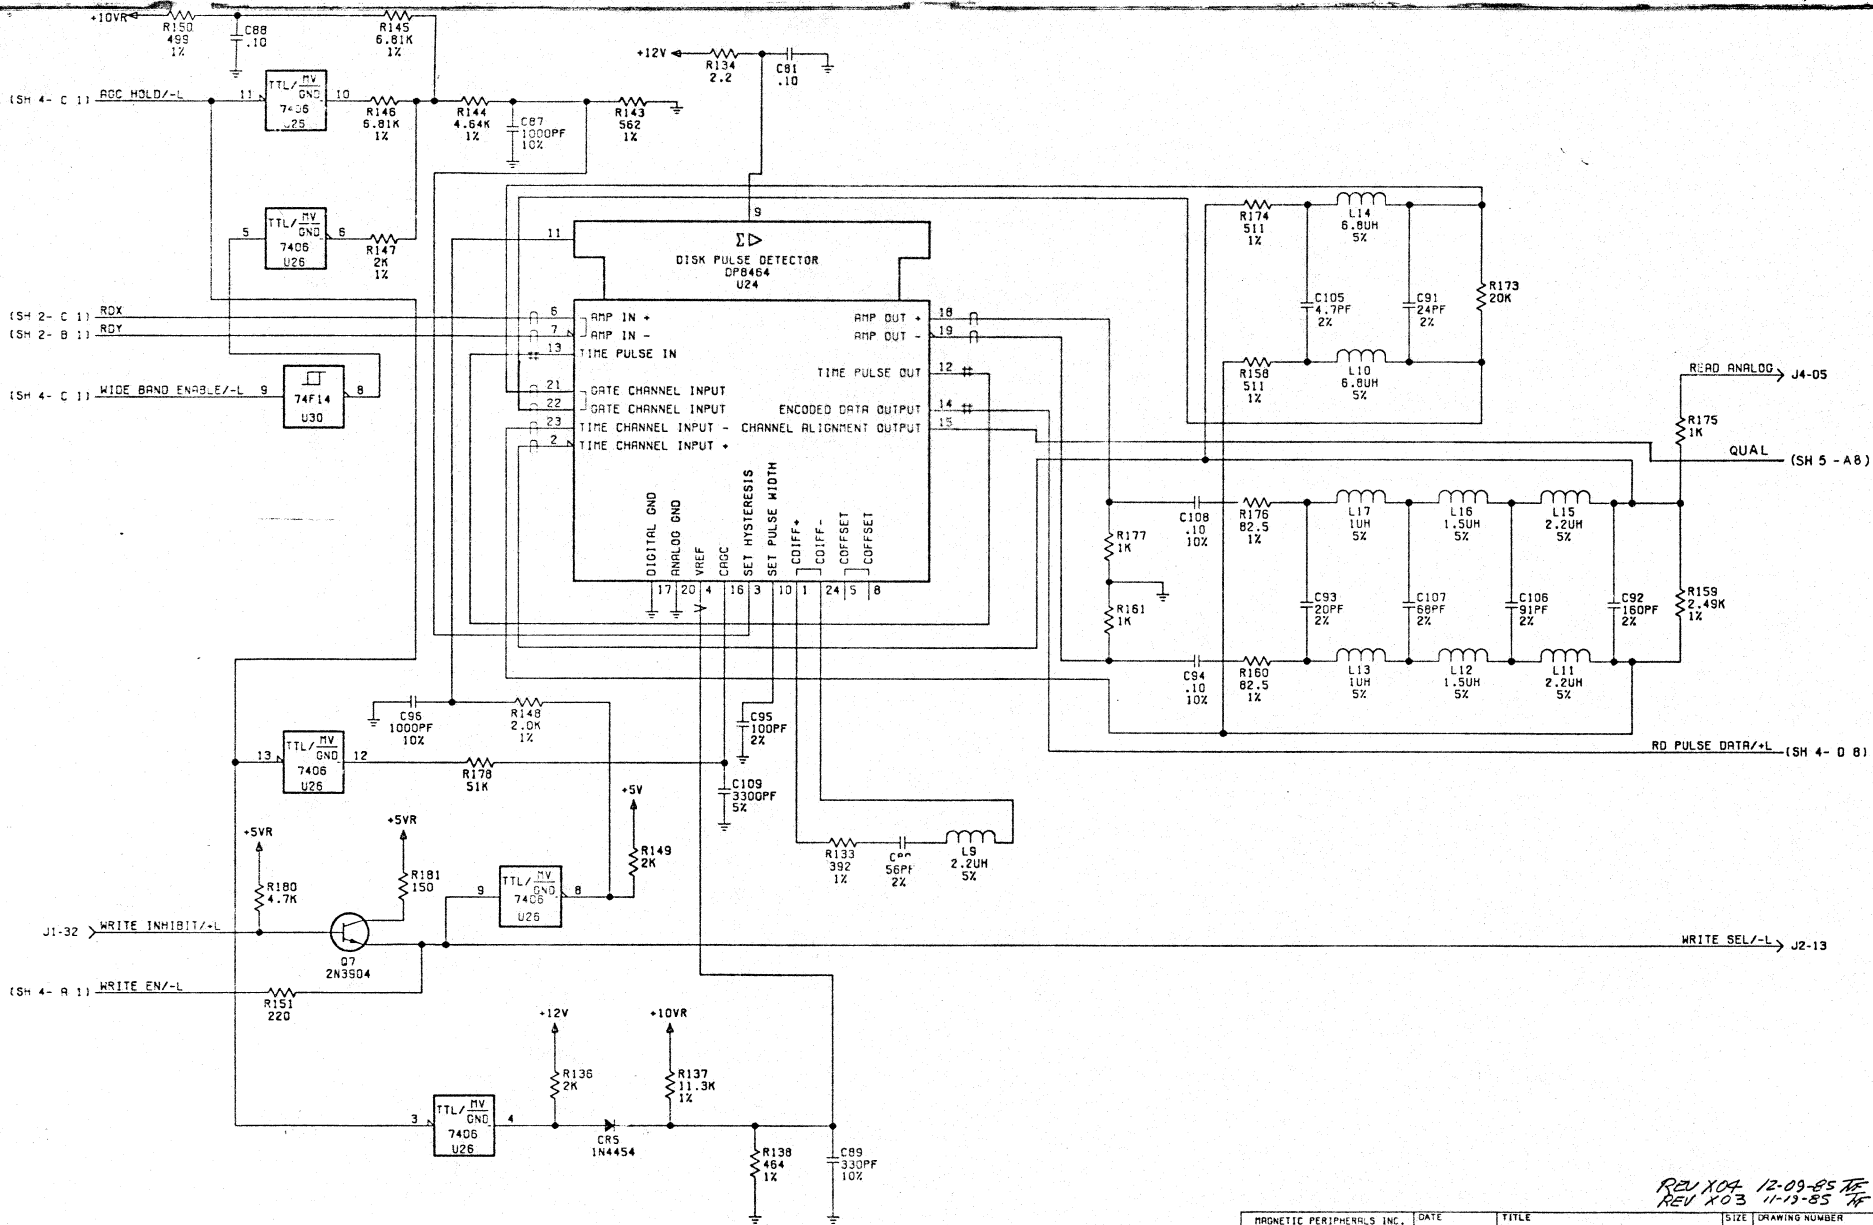 +10VR
R150
499
1%
C88
.10
R145
6.81K
1%
+12V
R134
2.2
C81
.10
(SH 4- C 1) AGC HOLD/-L
11
TTL/ MV
GND
10
7406
U25
R146
6.81K
1%
R144
4.64K
1%
C87
1000PF
10%
R143
562
1%
5
TTL/ MV
GND
6
7406
U26
R147
2K
1%
9
11
Σ
DISK PULSE DETECTOR
DP8464
U24
R174
511
1%
L14
6.8UH
5%
C105
4.7PF
2%
C91
24PF
2%
R173
20K
R158
511
1%
L10
6.8UH
5%
(SH 2- C 1) RDX
(SH 2- B 1) RDY
(SH 4- C 1) WIDE BAND ENABLE/-L
9
74F14
8
U30
6 AMP IN +
7 AMP IN -
13 TIME PULSE IN
21 GATE CHANNEL INPUT
22 GATE CHANNEL INPUT
23 TIME CHANNEL INPUT -
2 TIME CHANNEL INPUT +
AMP OUT + 18
AMP OUT - 19
TIME PULSE OUT 12 #
ENCODED DATA OUTPUT 14 #
CHANNEL ALIGNMENT OUTPUT 15
DIGITAL GND
ANALOG GND
VREF
CAGC
SET HYSTERESIS
SET PULSE WIDTH
CDIFF+
CDIFF-
COFFSET
COFFSET
17 20 4 16 3 10 1 24 5 8
READ ANALOG J4-05
R175
1K
QUAL (SH 5 -A8)
R177
1K
R161
1K
C108
.10
10%
R176
82.5
1%
L17
1UH
5%
L16
1.5UH
5%
L15
2.2UH
5%
C93
20PF
2%
C107
68PF
2%
C106
91PF
2%
C92
160PF
2%
R159
2.49K
1%
C94
.10
10%
R160
82.5
1%
L13
1UH
5%
L12
1.5UH
5%
L11
2.2UH
5%
RD PULSE DATA/+L (SH 4- D 8)
C96
1000PF
10%
R148
2.0K
1%
C95
100PF
2%
13
TTL/ MV
GND
12
7406
U26
R178
51K
C109
3300PF
5%
R133
392
1%
56PF
2%
L9
2.2UH
5%
+5VR
R180
4.7K
+5VR
R181
150
+5V
R149
2K
9
TTL/ MV
GND
8
7406
U26
J1-32 WRITE INHIBIT/+L
Q7
2N3904
WRITE SEL/-L J2-13
(SH 4- A 1) WRITE EN/-L
R151
220
+12V
R136
2K
+10VR
R137
11.3K
1%
3
TTL/ MV
GND
4
7406
U26
CR5
1N4454
R138
464
1%
C89
330PF
10%
REV X04 12-09-85
REV X03 11-19-85
MAGNETIC PERIPHERALS INC.
DATE
TITLE
SIZE
DRAWING NUMBER